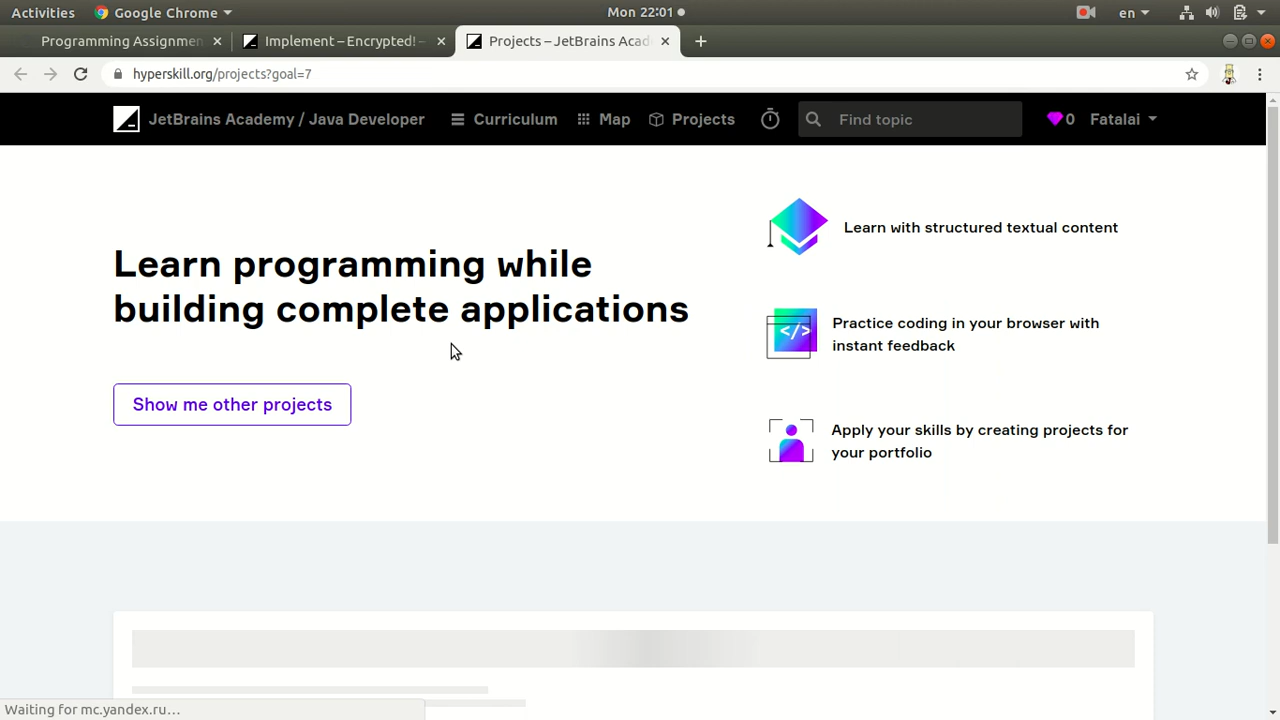 Activities
Google Chrome
Mon 22:01
en
Programming Assignmen
Implement – Encrypted! –
Projects – JetBrains Acad
hyperskill.org/projects?goal=7
JetBrains Academy / Java Developer
Curriculum
Map
Projects
Find topic
0
Fatalai
Learn programming while
building complete applications
Show me other projects
Learn with structured textual content
</>
Practice coding in your browser with
instant feedback
Apply your skills by creating projects for
your portfolio
Waiting for mc.yandex.ru…